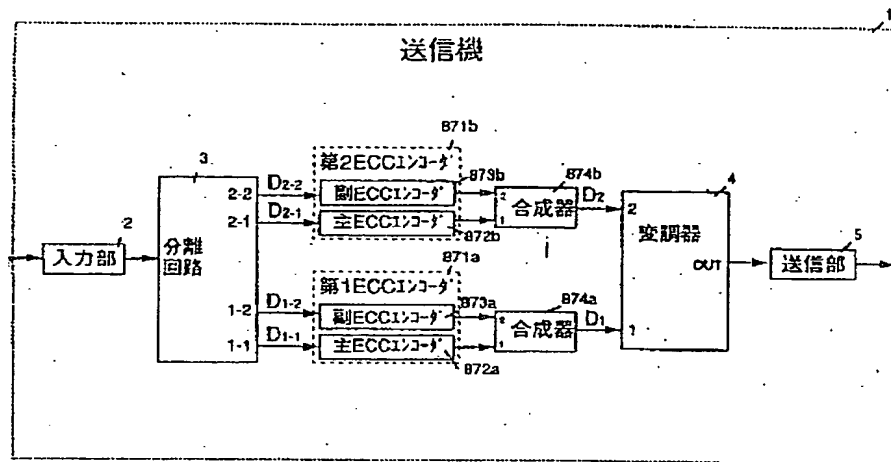 1
送信機
871b
第2ECCエンコーダ
3
873b
874b
4
2-2
D2-2
副ECCエンコーダ
2
合成器
D2
2-1
D2-1
主ECCエンコーダ
1
2
変調器
5
2
入力部
分離
回路
872b
i
871a
OUT
送信部
第1ECCエンコーダ
873a
874a
1-2
D1-2
副ECCエンコーダ
2
合成器
D1
1-1
D1-1
主ECCエンコーダ
1
1
872a